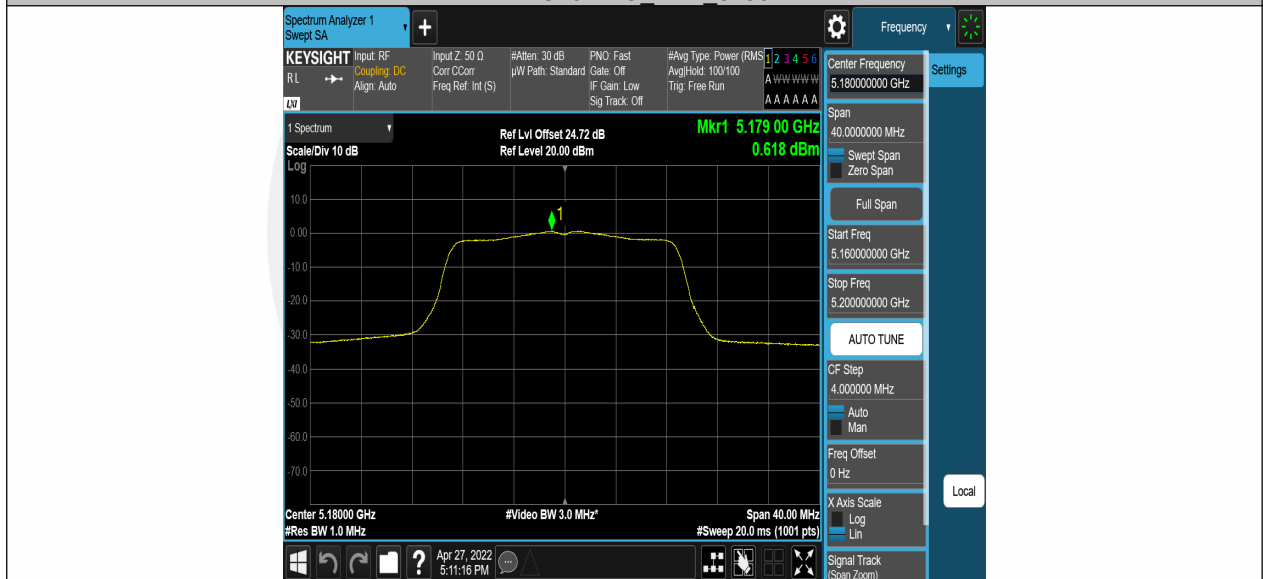 Spectrum Analyzer 1
Swept SA
+
Frequency
KEYSIGHT
RL
LXI
Input: RF
Coupling: DC
Align: Auto
Input Z: 50 Ω
Corr CCorr
Freq Ref: Int (S)
#Atten: 30 dB
µW Path: Standard
PNO: Fast
Gate: Off
IF Gain: Low
Sig Track: Off
#Avg Type: Power (RMS
Avg|Hold: 100/100
Trig: Free Run
1 2 3 4 5 6
A W W W W W
A A A A A A
1 Spectrum
Scale/Div 10 dB
Log
Ref Lvl Offset 24.72 dB
Ref Level 20.00 dBm
Mkr1 5.179 00 GHz
0.618 dBm
10.0
0.00
-10.0
-20.0
-30.0
-40.0
-50.0
-60.0
-70.0
1
Center 5.18000 GHz
#Res BW 1.0 MHz
#Video BW 3.0 MHz*
Span 40.00 MHz
#Sweep 20.0 ms (1001 pts)
Apr 27, 2022
5:11:16 PM
?
Center Frequency
5.180000000 GHz
Settings
Span
40.0000000 MHz
Swept Span
Zero Span
Full Span
Start Freq
5.160000000 GHz
Stop Freq
5.200000000 GHz
AUTO TUNE
CF Step
4.000000 MHz
Auto
Man
Freq Offset
0 Hz
Local
X Axis Scale
Log
Lin
Signal Track
(Span Zoom)